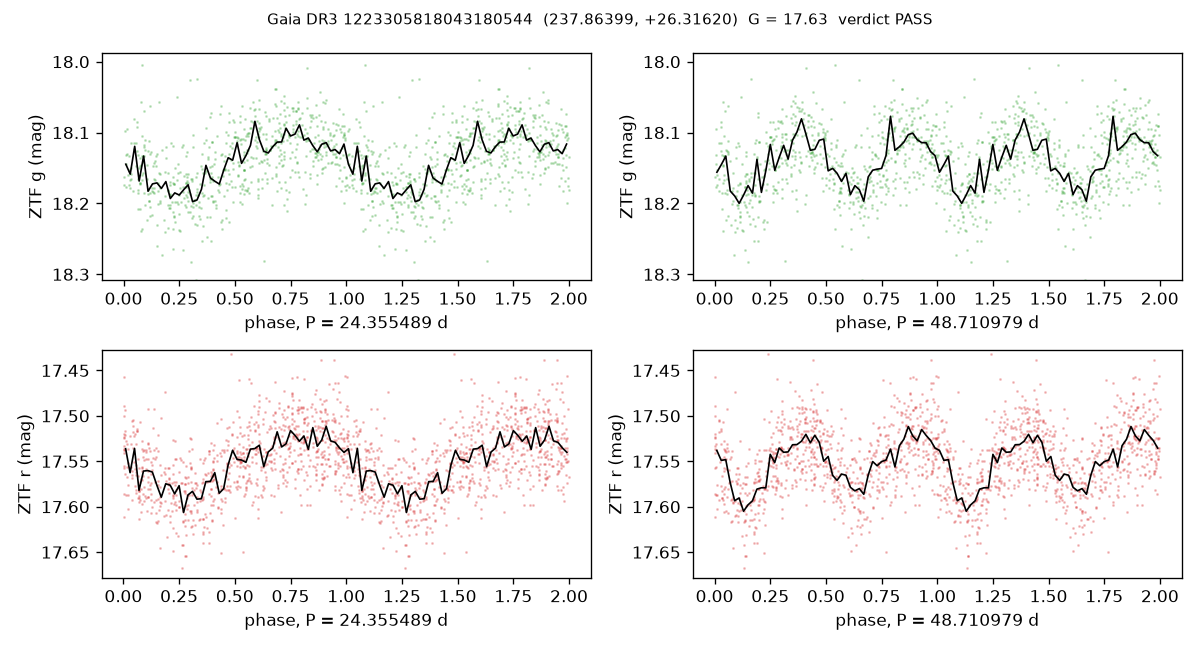 Gaia DR3 1223305818043180544 (237.86399, +26.31620) G = 17.63 verdict PASS
18.0
18.1
18.2
18.3
ZTF g (mag)
0.00 0.25 0.50 0.75 1.00 1.25 1.50 1.75 2.00
phase, P = 24.355489 d
18.0
18.1
18.2
18.3
ZTF g (mag)
0.00 0.25 0.50 0.75 1.00 1.25 1.50 1.75 2.00
phase, P = 48.710979 d
17.45
17.50
17.55
17.60
17.65
ZTF r (mag)
0.00 0.25 0.50 0.75 1.00 1.25 1.50 1.75 2.00
phase, P = 24.355489 d
17.45
17.50
17.55
17.60
17.65
ZTF r (mag)
0.00 0.25 0.50 0.75 1.00 1.25 1.50 1.75 2.00
phase, P = 48.710979 d